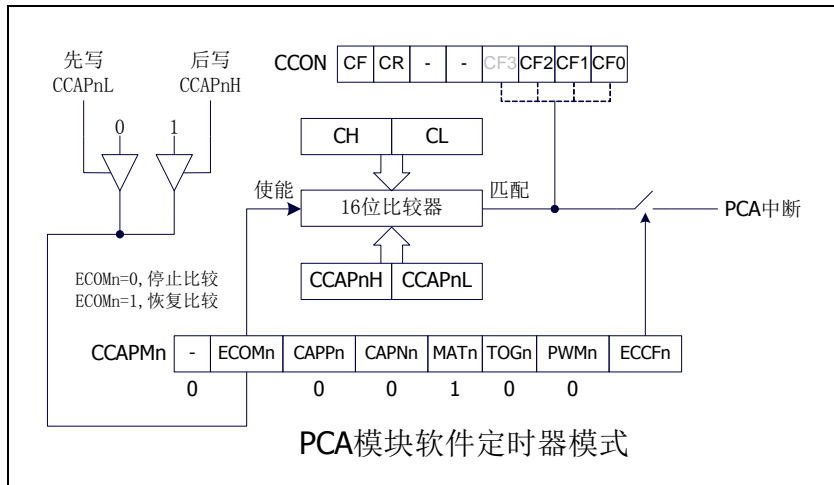 先写
CCAPnL
后写
CCAPnH
0
1
CCON CF CR - - CF3 CF2 CF1 CF0
CH CL
使能
16位比较器
匹配
PCA中断
CCAPnH CCAPnL
ECOMn=0,停止比较
ECOMn=1,恢复比较
CCAPMn - ECOMn CAPPn CAPNn MATn TOGn PWMn ECCFn
0 0 0 1 0 0
PCA模块软件定时器模式